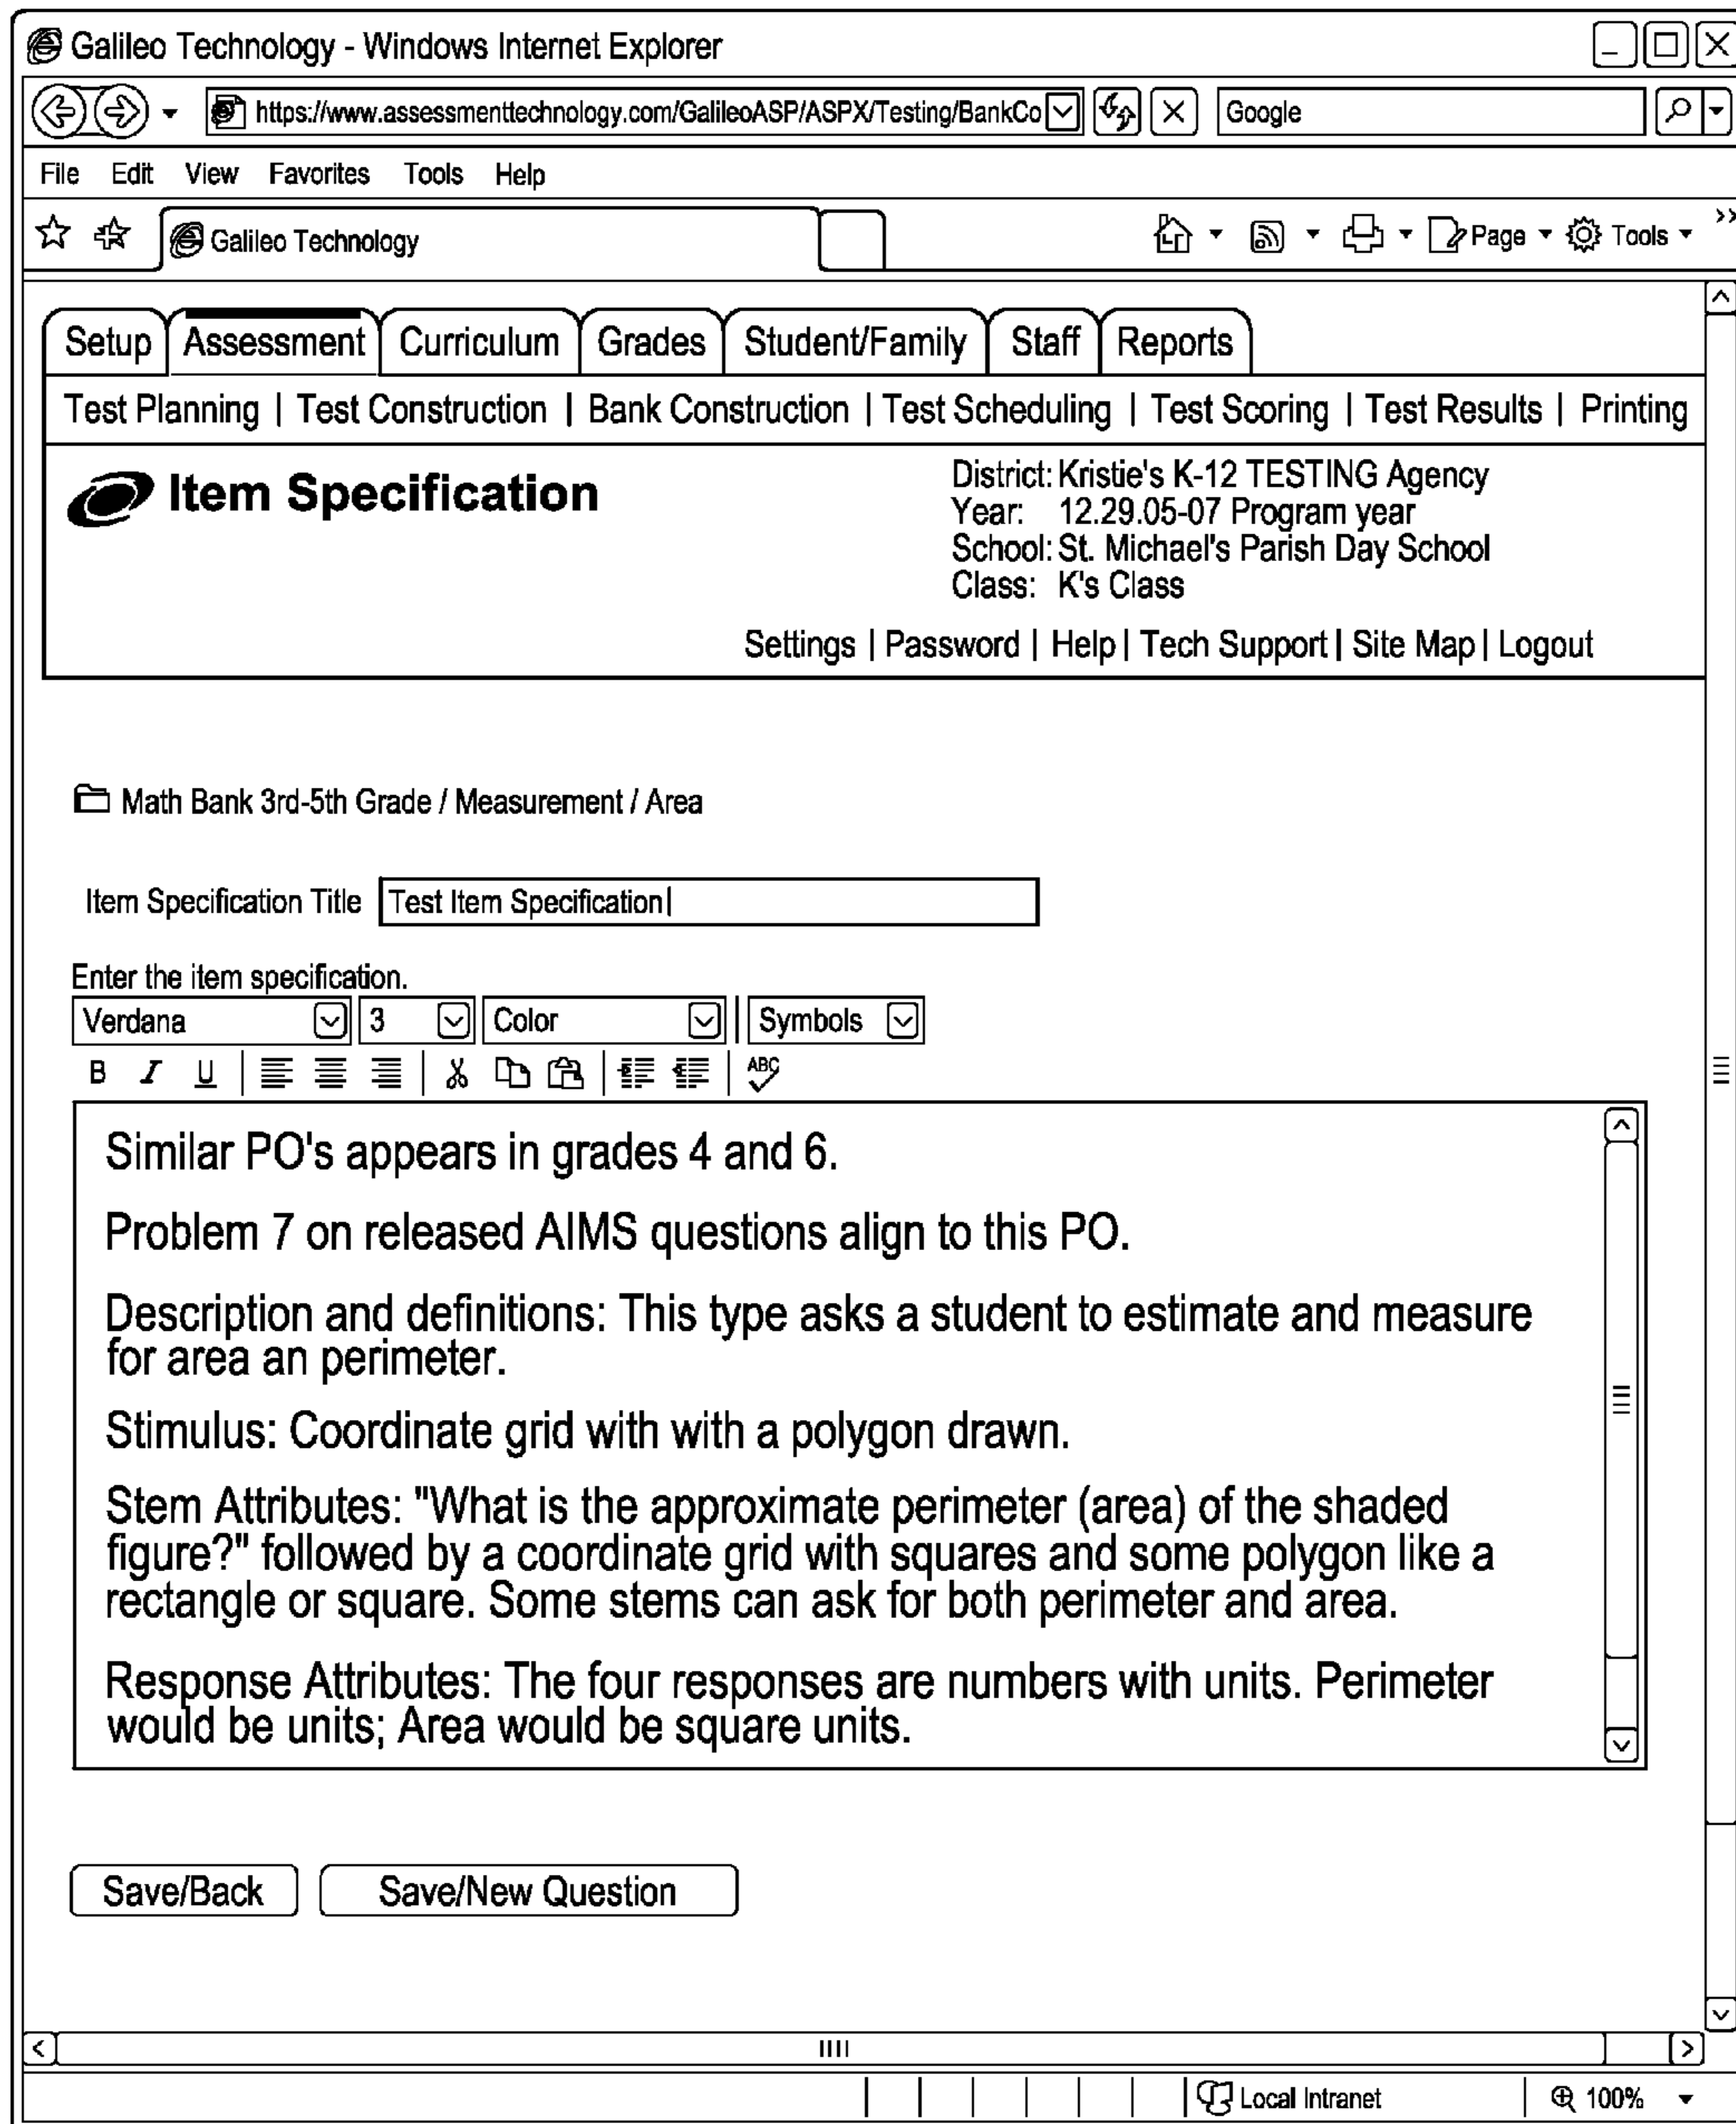 Galileo Technology - Windows Internet Explorer
https://www.assessmenttechnology.com/GalileoASP/ASPX/Testing/BankCo
Google
File Edit View Favorites Tools Help
Galileo Technology
Page Tools »
Setup Assessment Curriculum Grades Student/Family Staff Reports
Test Planning | Test Construction | Bank Construction | Test Scheduling | Test Scoring | Test Results | Printing
Item Specification
District: Kristie's K-12 TESTING Agency
Year: 12.29.05-07 Program year
School: St. Michael's Parish Day School
Class: K's Class
Settings | Password | Help | Tech Support | Site Map | Logout
Math Bank 3rd-5th Grade / Measurement / Area
Item Specification Title Test Item Specification
Enter the item specification.
Verdana 3 Color Symbols
B I U ABC
Similar PO's appears in grades 4 and 6.
Problem 7 on released AIMS questions align to this PO.
Description and definitions: This type asks a student to estimate and measure
for area an perimeter.
Stimulus: Coordinate grid with with a polygon drawn.
Stem Attributes: "What is the approximate perimeter (area) of the shaded
figure?" followed by a coordinate grid with squares and some polygon like a
rectangle or square. Some stems can ask for both perimeter and area.
Response Attributes: The four responses are numbers with units. Perimeter
would be units; Area would be square units.
Save/Back Save/New Question
Local Intranet 100%